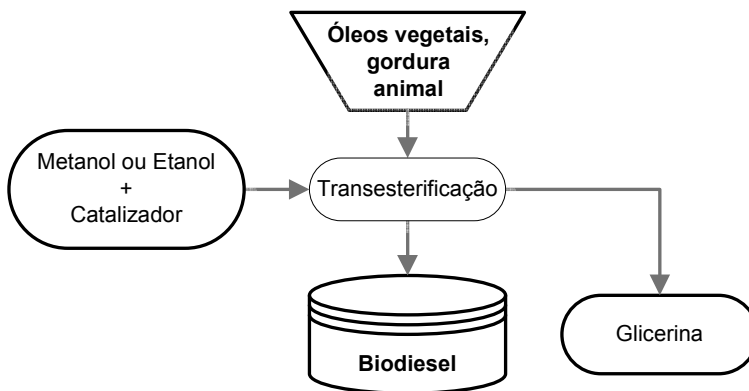 Óleos vegetais,
gordura
animal
Metanol ou Etanol
+
Catalizador
Transesterificação
Biodiesel
Glicerina